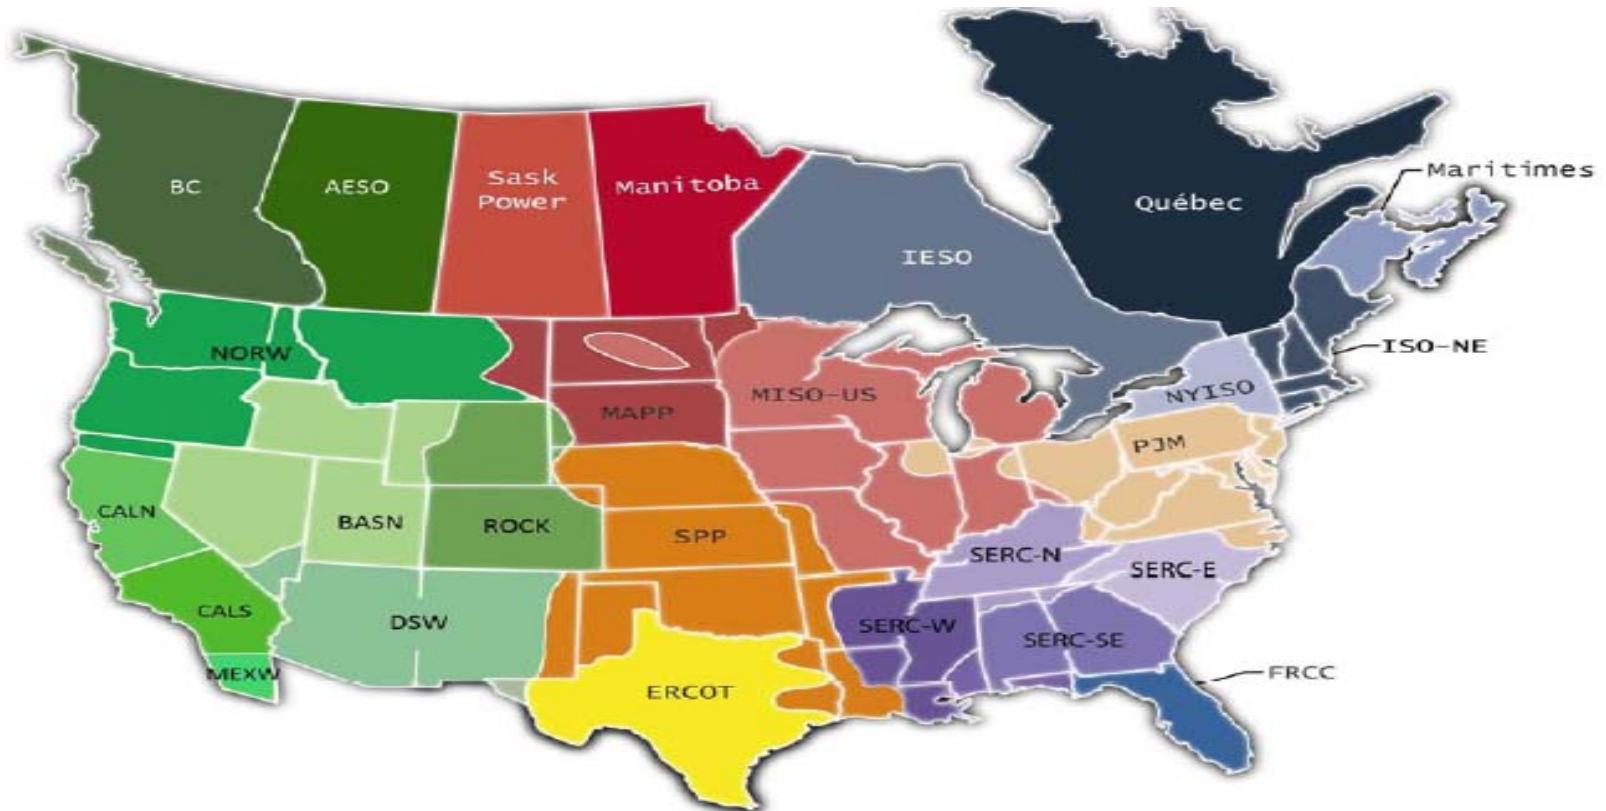 BC
AESO
Sask
Power
Manitoba
IESO
Québec
Maritimes
NORW
MAPP
MISO-US
NYISO
ISO-NE
PJM
CALN
BASN
ROCK
SPP
SERC-N
SERC-E
CALS
DSW
SERC-W
SERC-SE
MEXW
ERCOT
FRCC